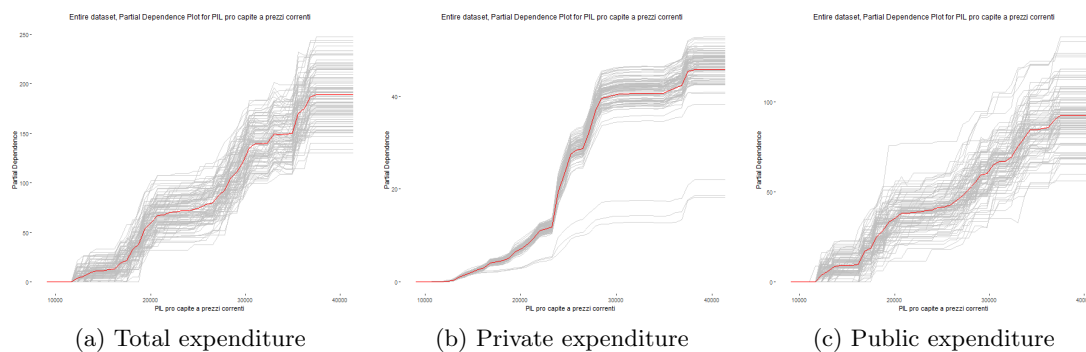 Entire dataset, Partial Dependence Plot for PIL pro capite a prezzi correnti
250
200
150
100
50
0
Partial Dependence
10000 20000 30000 40000
PIL pro capite a prezzi correnti
(a) Total expenditure
Entire dataset, Partial Dependence Plot for PIL pro capite a prezzi correnti
40
20
0
Partial Dependence
10000 20000 30000 40000
PIL pro capite a prezzi correnti
(b) Private expenditure
Entire dataset, Partial Dependence Plot for PIL pro capite a prezzi correnti
100
50
0
Partial Dependence
10000 20000 30000 40000
PIL pro capite a prezzi correnti
(c) Public expenditure